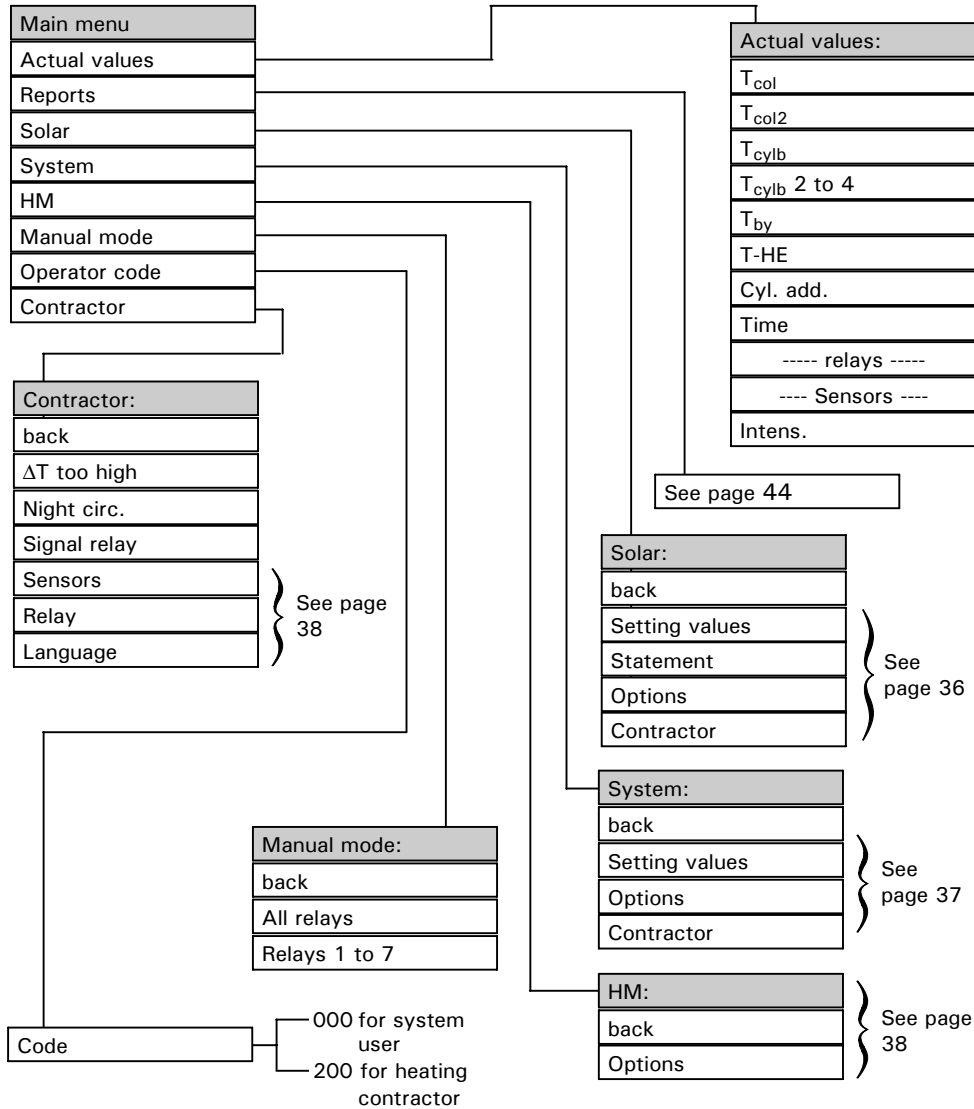 Main menu
Actual values
Reports
Solar
System
HM
Manual mode
Operator code
Contractor
Actual values:
Tcol
Tcol2
Tcylb
Tcylb 2 to 4
Tby
T-HE
Cyl. add.
Time
----- relays -----
---- Sensors ----
Intens.
Contractor:
back
ΔT too high
Night circ.
Signal relay
Sensors
Relay
Language
See page
38
See page 44
Solar:
back
Setting values
Statement
Options
Contractor
See
page 36
System:
back
Setting values
Options
Contractor
See
page 37
Manual mode:
back
All relays
Relays 1 to 7
HM:
back
Options
See page
38
Code
000 for system
user
200 for heating
contractor